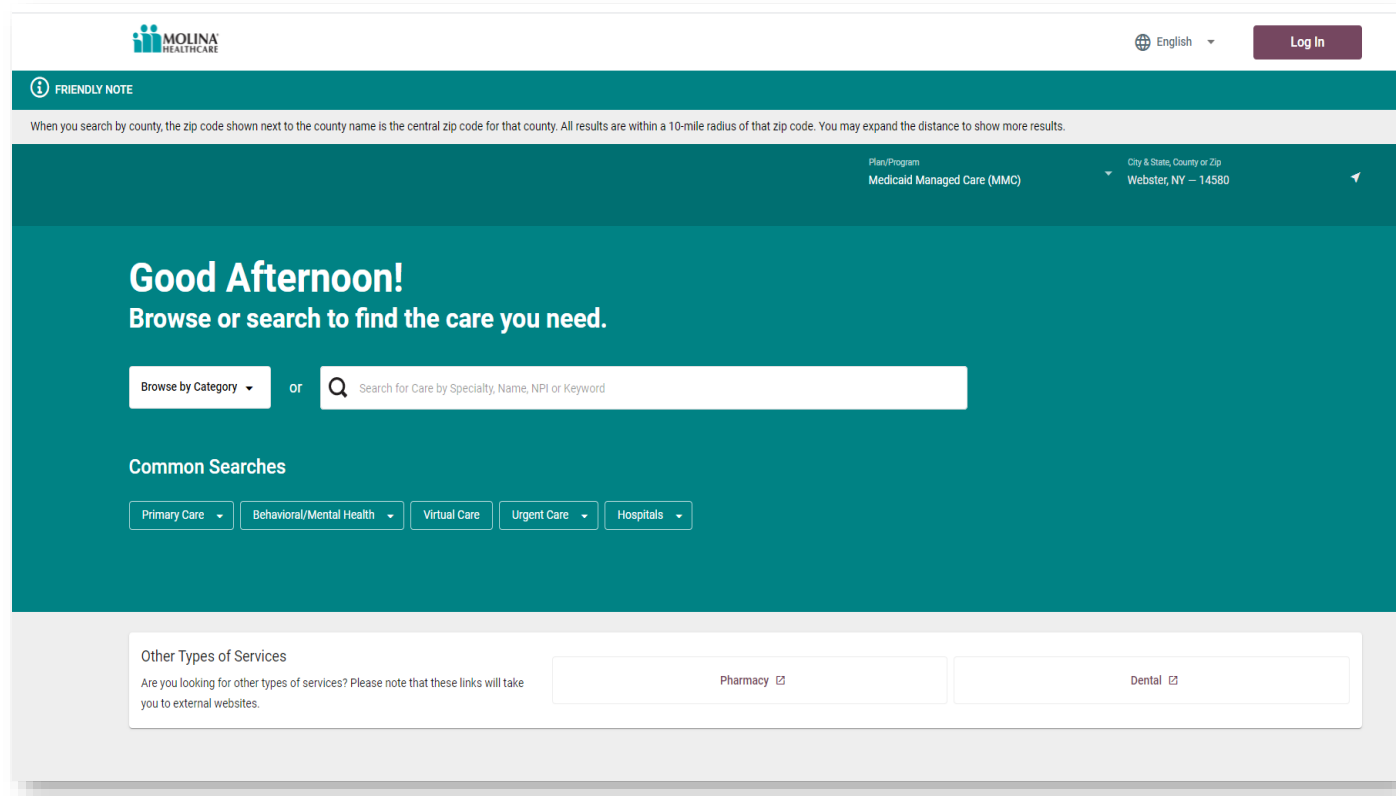 MOLINA
HEALTHCARE
English
Log In
FRIENDLY NOTE
When you search by county, the zip code shown next to the county name is the central zip code for that county. All results are within a 10-mile radius of that zip code. You may expand the distance to show more results.
Plan/Program
Medicaid Managed Care (MMC)
City & State, County or Zip
Webster, NY — 14580
Good Afternoon!
Browse or search to find the care you need.
Browse by Category
or
Search for Care by Specialty, Name, NPI or Keyword
Common Searches
Primary Care
Behavioral/Mental Health
Virtual Care
Urgent Care
Hospitals
Other Types of Services
Are you looking for other types of services? Please note that these links will take
you to external websites.
Pharmacy
Dental